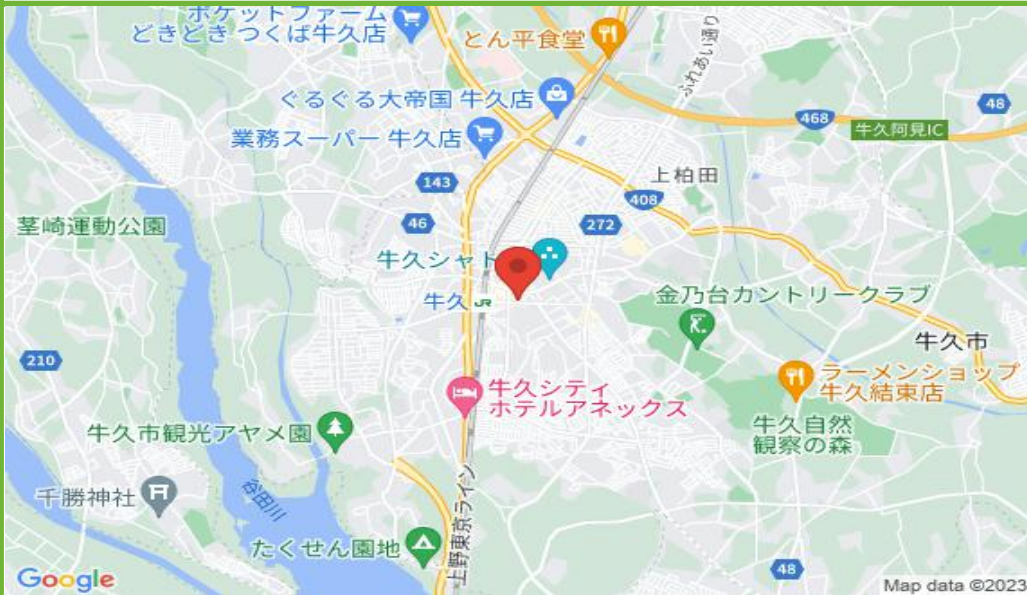 ポケットファーム
どきどき つくば牛久店
とん平食堂
ふれあい通り
ぐるぐる大帝国 牛久店
業務スーパー 牛久店
48
468
牛久阿見IC
143
上柏田
408
46
272
茎崎運動公園
牛久シャト
牛久 JR
金乃台カントリークラブ
210
牛久市
ラーメンショップ
牛久結束店
牛久シティ
ホテルアネックス
牛久自然
観察の森
牛久市観光アヤメ園
千勝神社
谷田川
上野東京ライン
たくせん園地
48
Google
Map data ©2023